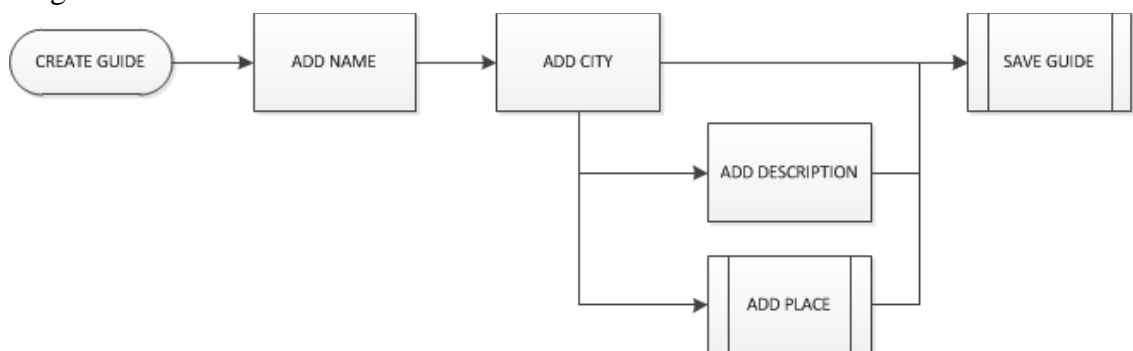 CREATE GUIDE
ADD NAME
ADD CITY
SAVE GUIDE
ADD DESCRIPTION
ADD PLACE